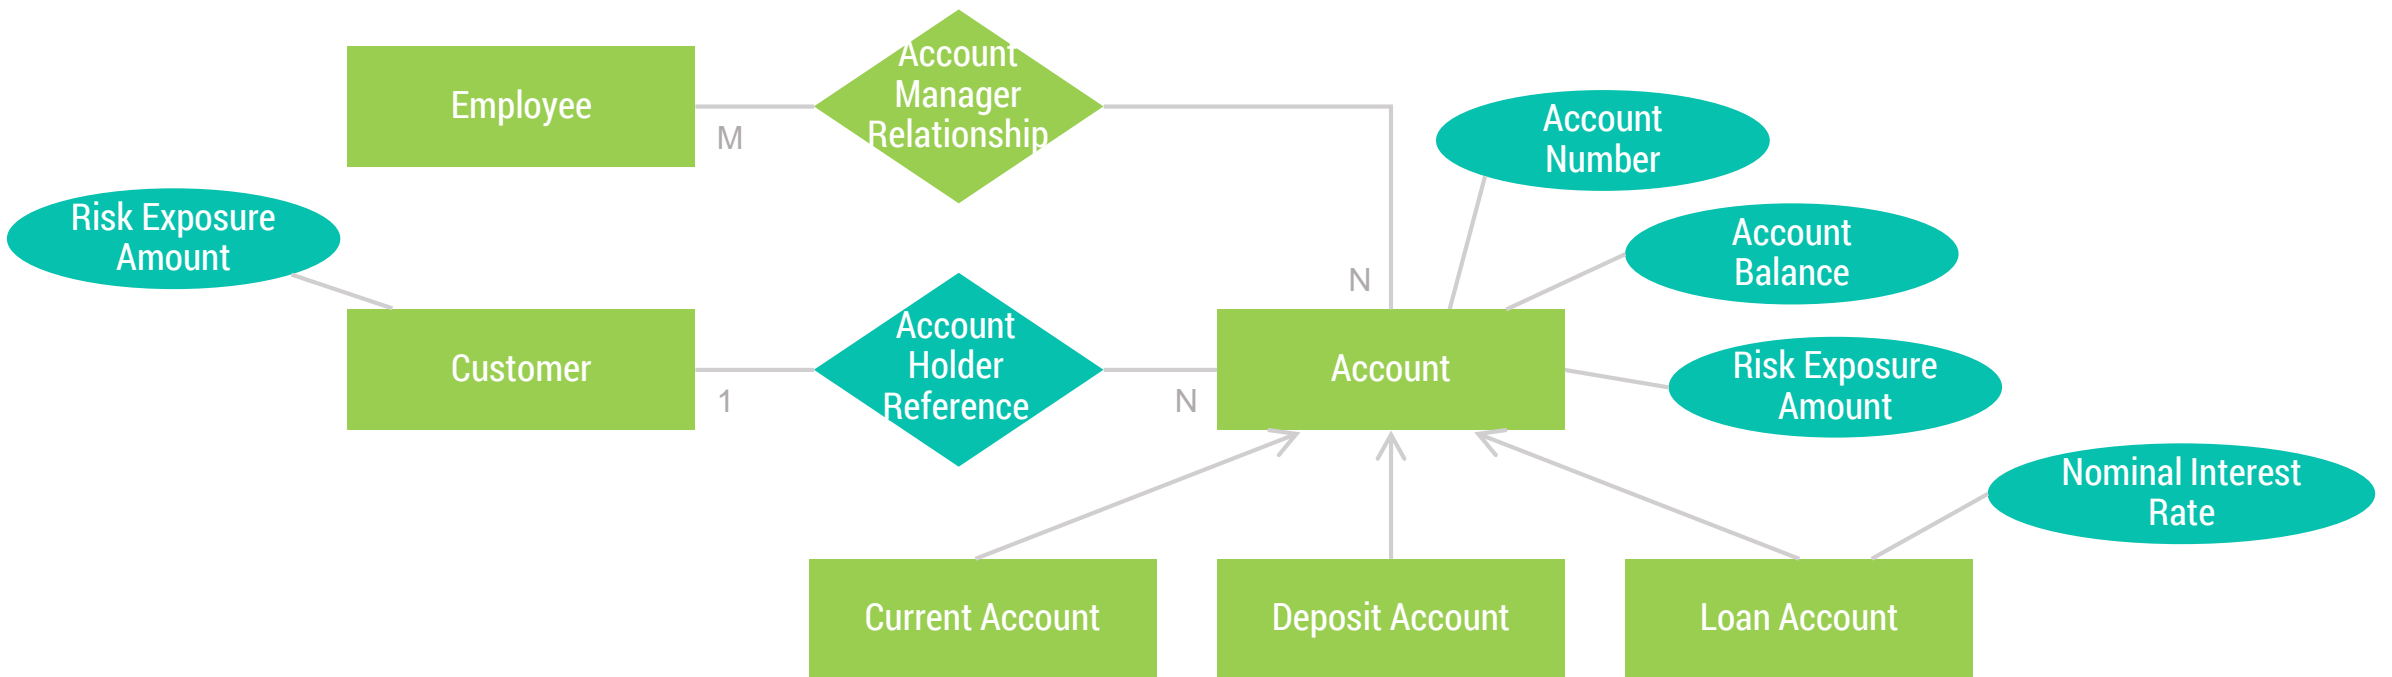 Account
Manager
Relationship
Employee
M
Account
Number
Risk Exposure
Amount
Account
Balance
N
Account
Holder
Reference
Customer
1
N
Account
Risk Exposure
Amount
Nominal Interest
Rate
Current Account
Deposit Account
Loan Account